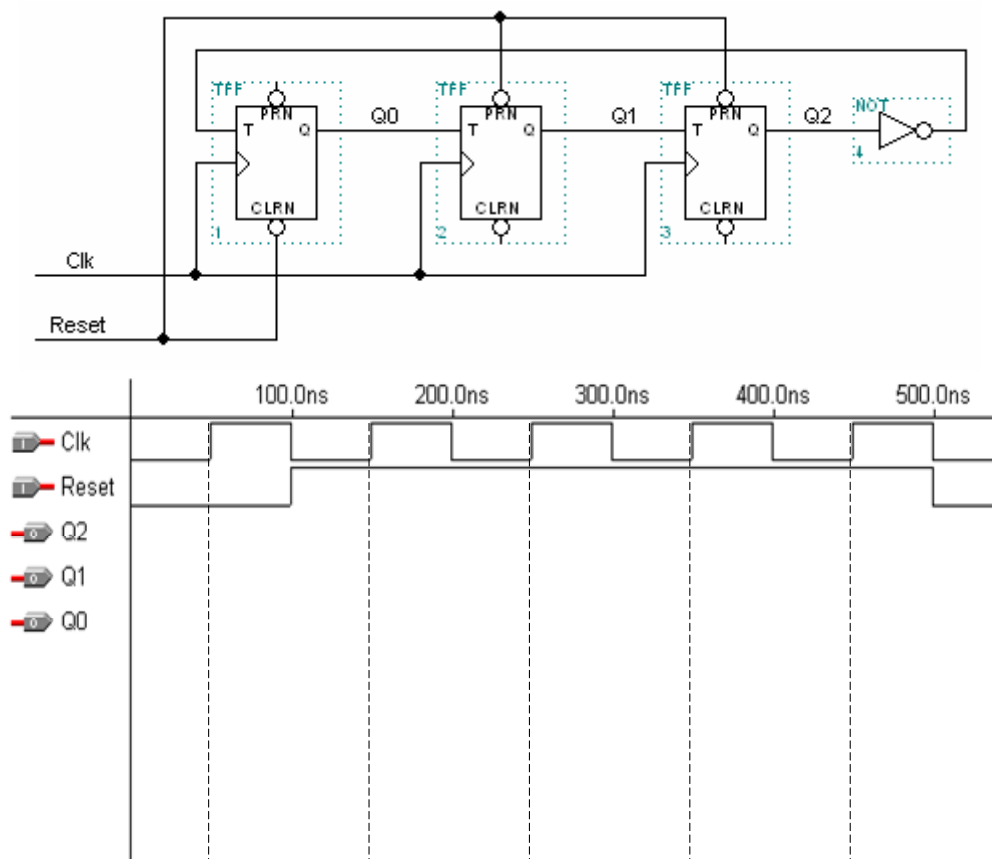 TFF TFF TFF
PRN PRN PRN
NOT
T Q Q0 T Q Q1 T Q Q2
4
CLRN CLRN CLRN
1 2 3
Clk
Reset
100.0ns 200.0ns 300.0ns 400.0ns 500.0ns
I Clk
I Reset
O Q2
O Q1
O Q0